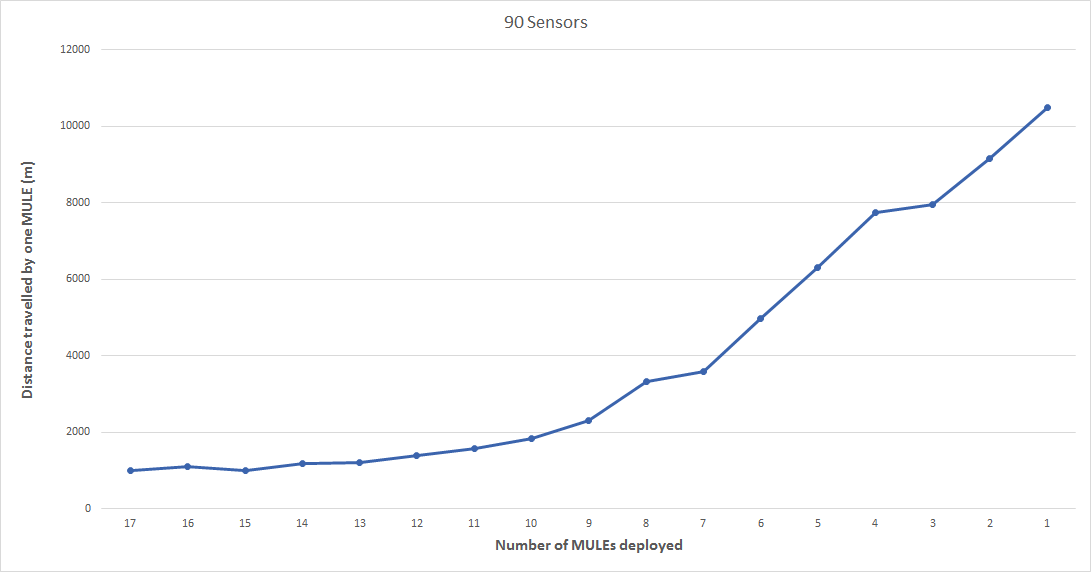 90 Sensors
12000
10000
8000
6000
4000
2000
0
Distance travelled by one MULE (m)
17 16 15 14 13 12 11 10 9 8 7 6 5 4 3 2 1
Number of MULEs deployed